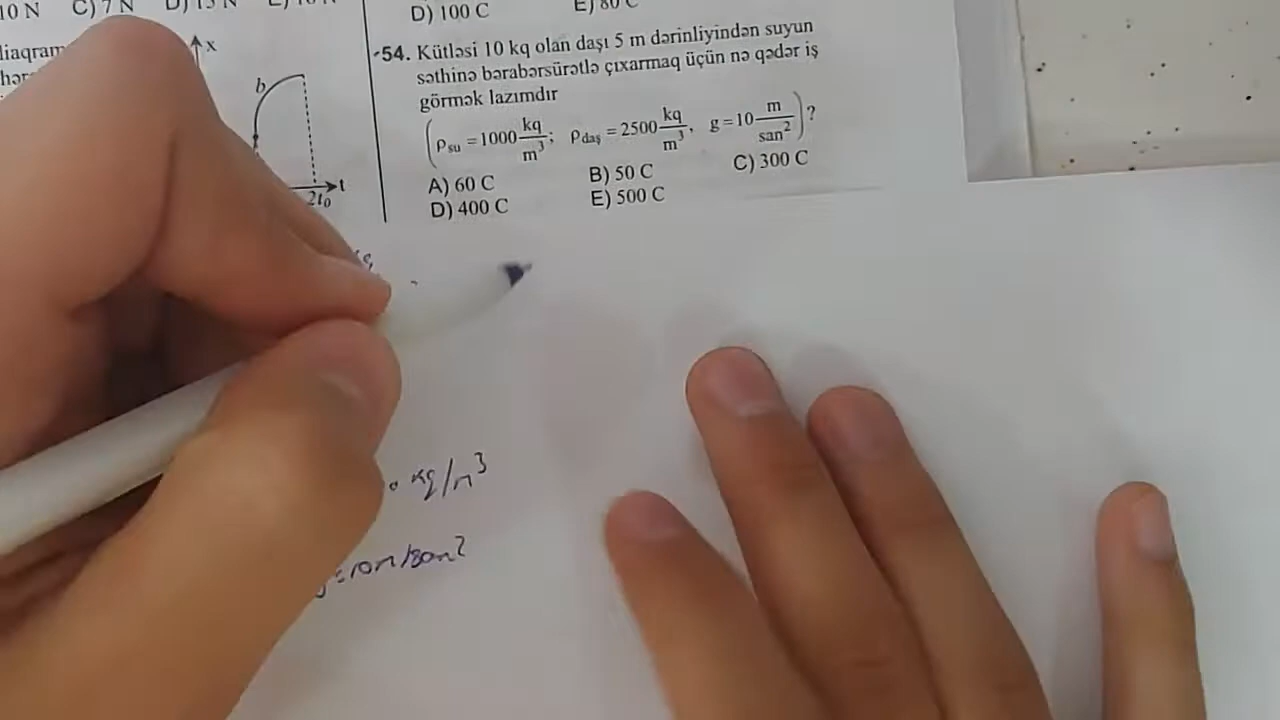 10 N C) 7 N D) 15 N
D) 100 C E) 80 C
x
b
t
2t₀
54. Kütləsi 10 kq olan daşı 5 m dərinliyindən suyun
səthinə bərabərsürətlə çıxarmaq üçün nə qədər iş
görmək lazımdır
(ρsu = 1000 kq/m³; ρdaş = 2500 kq/m³, g = 10 m/san²)?
A) 60 C B) 50 C C) 300 C
D) 400 C E) 500 C
kq/m³
=10m/san²